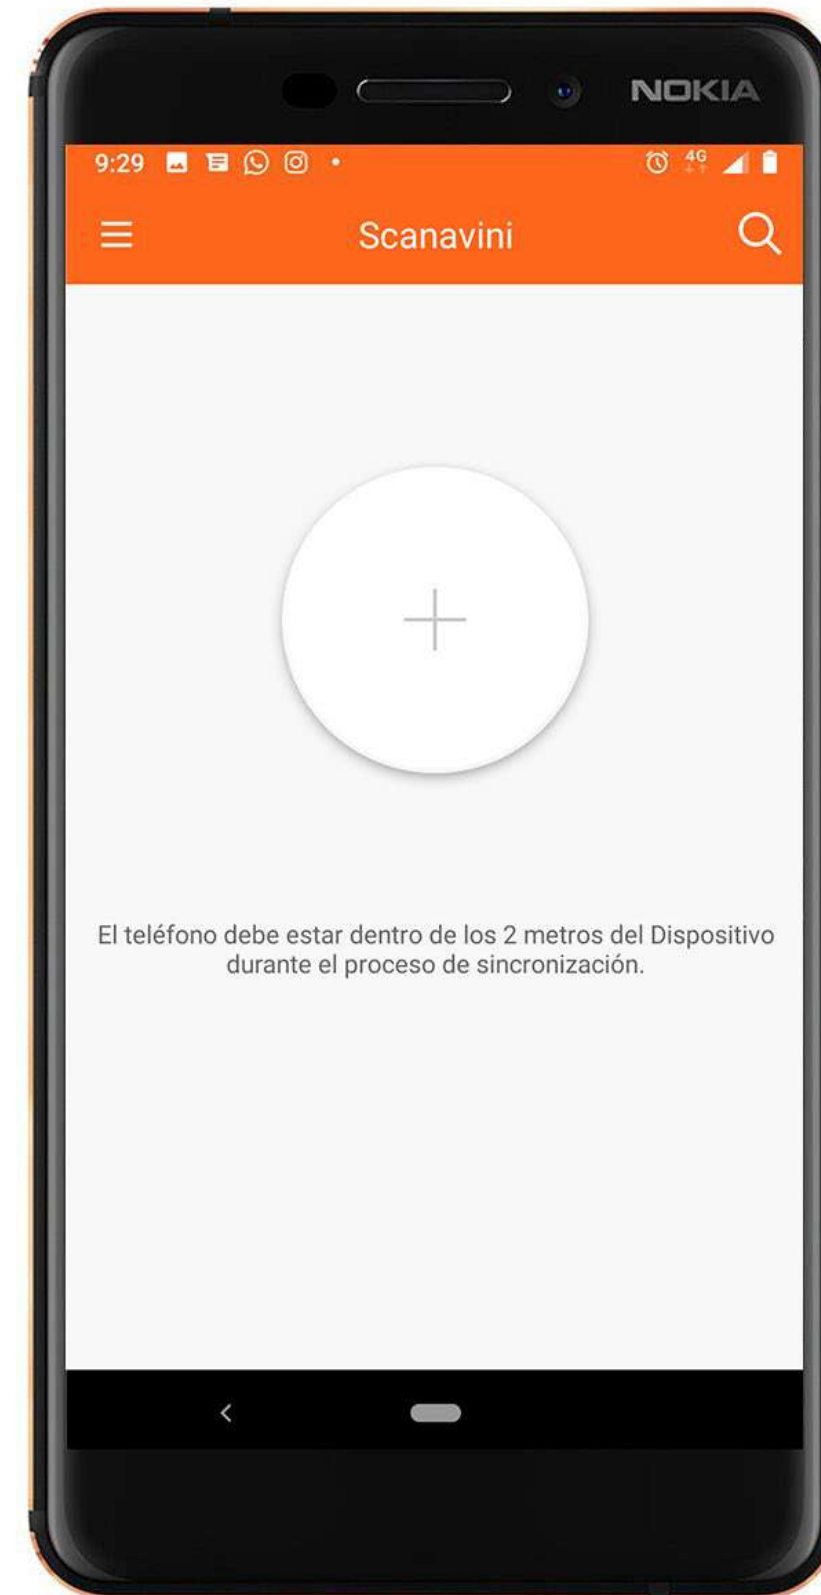 NOKIA
9:29
4G
Scanavini
El teléfono debe estar dentro de los 2 metros del Dispositivo
durante el proceso de sincronización.